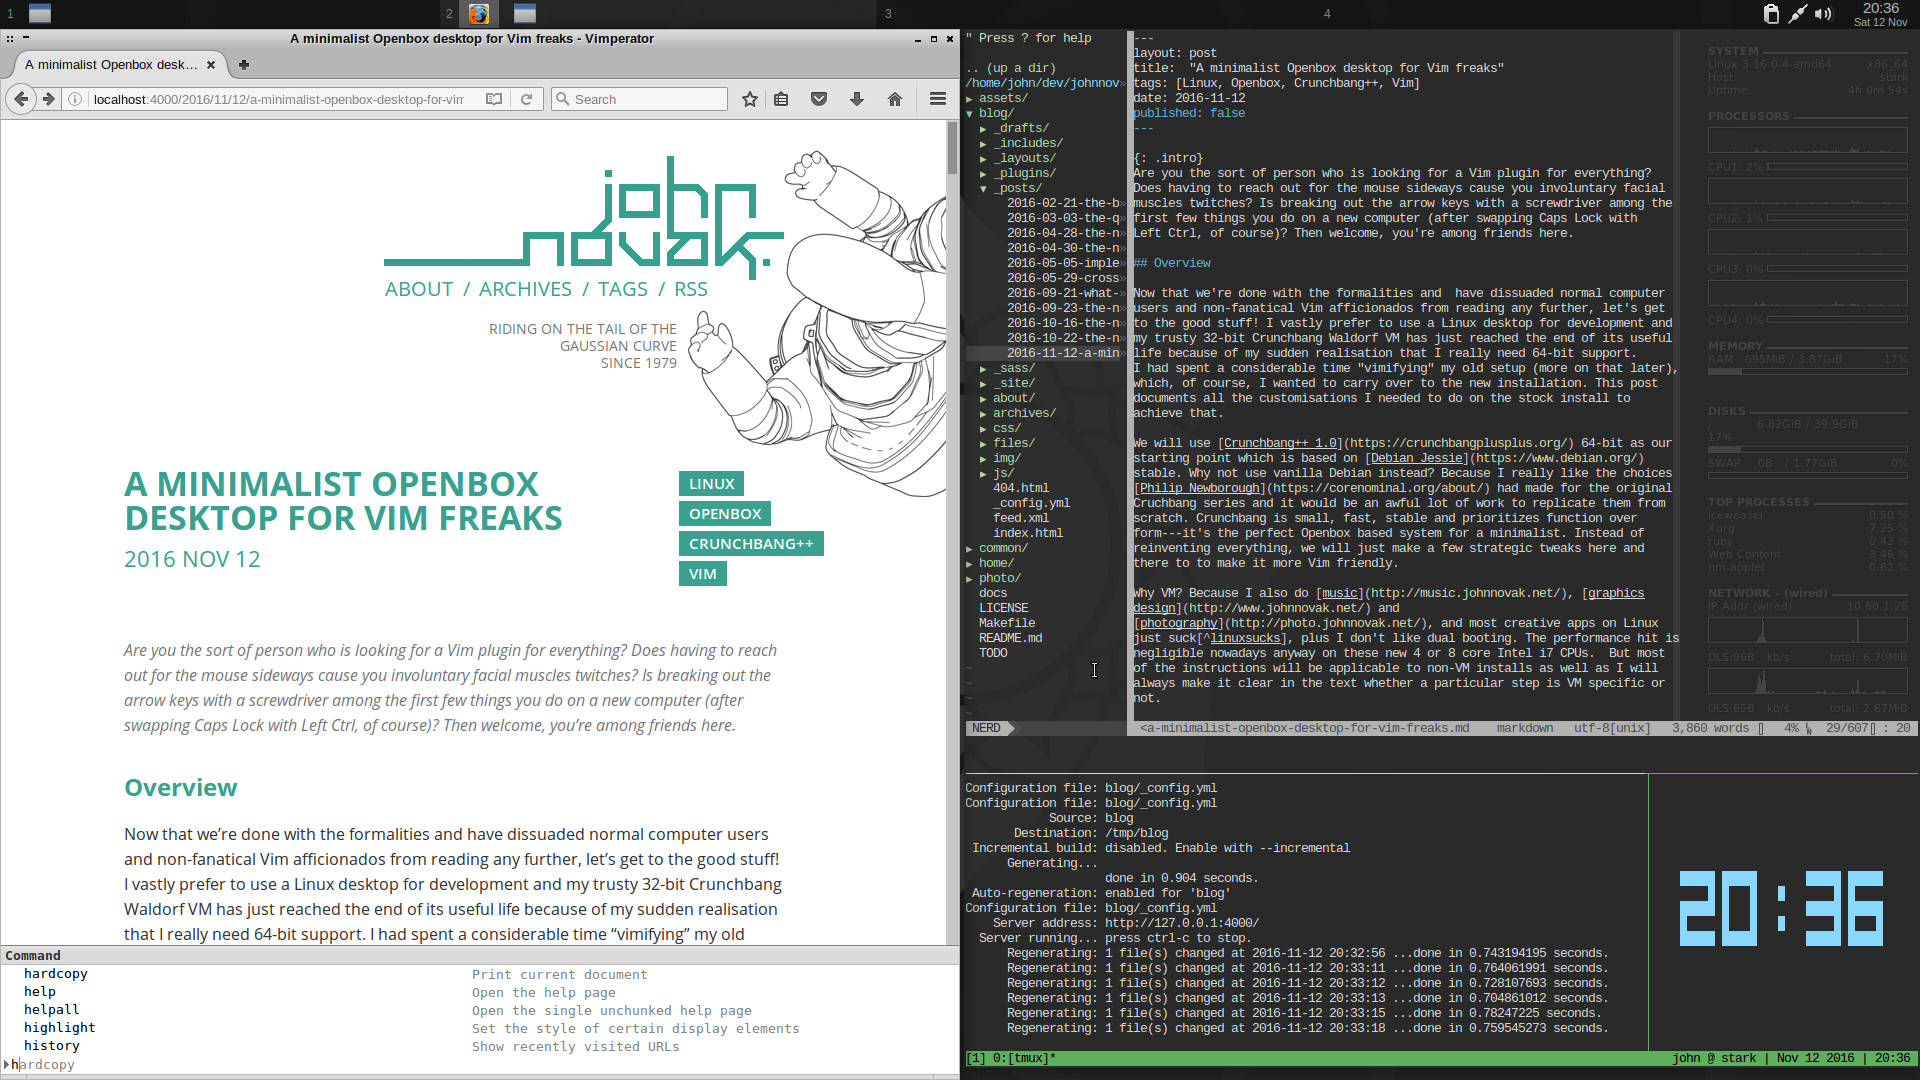 1
2
3
4
20:36
Sat 12 Nov
A minimalist Openbox desktop for Vim freaks - Vimperator
A minimalist Openbox desk...
localhost:4000/2016/11/12/a-minimalist-openbox-desktop-for-vim
Search
john
novak.
ABOUT / ARCHIVES / TAGS / RSS
RIDING ON THE TAIL OF THE
GAUSSIAN CURVE
SINCE 1979
A MINIMALIST OPENBOX
DESKTOP FOR VIM FREAKS
2016 NOV 12
LINUX
OPENBOX
CRUNCHBANG++
VIM
Are you the sort of person who is looking for a Vim plugin for everything? Does having to reach
out for the mouse sideways cause you involuntary facial muscles twitches? Is breaking out the
arrow keys with a screwdriver among the first few things you do on a new computer (after
swapping Caps Lock with Left Ctrl, of course)? Then welcome, you're among friends here.
Overview
Now that we're done with the formalities and have dissuaded normal computer users
and non-fanatical Vim afficionados from reading any further, let's get to the good stuff!
I vastly prefer to use a Linux desktop for development and my trusty 32-bit Crunchbang
Waldorf VM has just reached the end of its useful life because of my sudden realisation
that I really need 64-bit support. I had spent a considerable time “vimifying” my old
Command
hardcopy Print current document
help Open the help page
helpall Open the single unchunked help page
highlight Set the style of certain display elements
history Show recently visited URLs
hardcopy
" Press ? for help
.. (up a dir)
/home/john/dev/johnnov»
▸ assets/
▾ blog/
▸ _drafts/
▸ _includes/
▸ _layouts/
▸ _plugins/
▾ _posts/
2016-02-21-the-b»
2016-03-03-the-q»
2016-04-28-the-n»
2016-04-30-the-n»
2016-05-05-imple»
2016-05-29-cross»
2016-09-21-what-»
2016-09-23-the-n»
2016-10-16-the-n»
2016-10-22-the-n»
2016-11-12-a-min»
▸ _sass/
▸ _site/
▸ about/
▸ archives/
▸ css/
▸ files/
▸ img/
▸ js/
404.html
_config.yml
feed.xml
index.html
▸ common/
▸ home/
▸ photo/
docs
LICENSE
Makefile
README.md
TODO
~
~
~
~
---
layout: post
title:  "A minimalist Openbox desktop for Vim freaks"
tags: [Linux, Openbox, Crunchbang++, Vim]
date: 2016-11-12
published: false
---
{: .intro}
Are you the sort of person who is looking for a Vim plugin for everything?
Does having to reach out for the mouse sideways cause you involuntary facial
muscles twitches? Is breaking out the arrow keys with a screwdriver among the
first few things you do on a new computer (after swapping Caps Lock with
Left Ctrl, of course)? Then welcome, you're among friends here.
## Overview
Now that we're done with the formalities and  have dissuaded normal computer
users and non-fanatical Vim afficionados from reading any further, let's get
to the good stuff! I vastly prefer to use a Linux desktop for development and
my trusty 32-bit Crunchbang Waldorf VM has just reached the end of its useful
life because of my sudden realisation that I really need 64-bit support.
I had spent a considerable time "vimifying" my old setup (more on that later),
which, of course, I wanted to carry over to the new installation. This post
documents all the customisations I needed to do on the stock install to
achieve that.
We will use [Crunchbang++ 1.0](https://crunchbangplusplus.org/) 64-bit as our
starting point which is based on [Debian Jessie](https://www.debian.org/)
stable. Why not use vanilla Debian instead? Because I really like the choices
[Philip Newborough](https://corenominal.org/about/) had made for the original
Cruchbang series and it would be an awful lot of work to replicate them from
scratch. Crunchbang is small, fast, stable and prioritizes function over
form---it's the perfect Openbox based system for a minimalist. Instead of
reinventing everything, we will just make a few strategic tweaks here and
there to to make it more Vim friendly.
Why VM? Because I also do [music](http://music.johnnovak.net/), [graphics
design](http://www.johnnovak.net/) and
[photography](http://photo.johnnovak.net/), and most creative apps on Linux
just suck[^linuxsucks], plus I don't like dual booting. The performance hit is
negligible nowadays anyway on these new 4 or 8 core Intel i7 CPUs.  But most
of the instructions will be applicable to non-VM installs as well as I will
always make it clear in the text whether a particular step is VM specific or
not.
NERD
<a-minimalist-openbox-desktop-for-vim-freaks.md markdown utf-8[unix] 3,860 words 4% 29/607 : 20
SYSTEM
Linux 3.16.0-4-amd64 x86_64
Host: stark
Uptime: 4h 0m 54s
PROCESSORS
CPU1: 2%
CPU2: 1%
CPU3: 0%
CPU4: 0%
MEMORY
RAM 695MiB / 3.87GiB 17%
DISKS
/ 6.82GiB / 39.9GiB
17%
SWAP 0B / 1.77GiB 0%
TOP PROCESSES
iceweasel 0.50 %
Xorg 7.25 %
ruby 0.43 %
Web Content 3.46 %
nm-applet 0.62 %
NETWORK - (wired)
IP Addr (wired): 10.80.1.28
DLS:96B kb/s total: 6.70MiB
ULS:65B kb/s total: 2.67MiB
Configuration file: blog/_config.yml
Configuration file: blog/_config.yml
Source: blog
Destination: /tmp/blog
Incremental build: disabled. Enable with --incremental
Generating...
done in 0.904 seconds.
Auto-regeneration: enabled for 'blog'
Configuration file: blog/_config.yml
Server address: http://127.0.0.1:4000/
Server running... press ctrl-c to stop.
Regenerating: 1 file(s) changed at 2016-11-12 20:32:56 ...done in 0.743194195 seconds.
Regenerating: 1 file(s) changed at 2016-11-12 20:33:11 ...done in 0.764061991 seconds.
Regenerating: 1 file(s) changed at 2016-11-12 20:33:12 ...done in 0.728107693 seconds.
Regenerating: 1 file(s) changed at 2016-11-12 20:33:13 ...done in 0.704861012 seconds.
Regenerating: 1 file(s) changed at 2016-11-12 20:33:15 ...done in 0.78247225 seconds.
Regenerating: 1 file(s) changed at 2016-11-12 20:33:18 ...done in 0.759545273 seconds.
20:36
[1] 0:[tmux]* john @ stark | Nov 12 2016 | 20:36